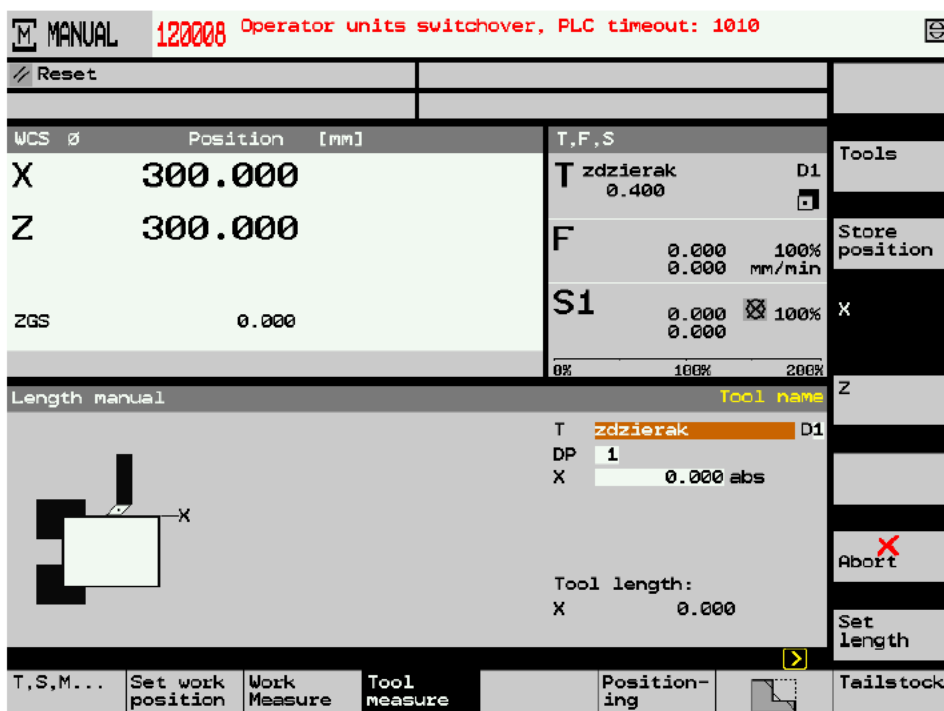 M MANUAL 120008 Operator units switchover, PLC timeout: 1010
Reset
WCS Ø Position [mm]
X 300.000
Z 300.000
ZGS 0.000
T,F,S
T zdzierak D1
0.400
F 0.000 100%
0.000 mm/min
S1 0.000 100%
0.000
0% 100% 200%
Length manual Tool name
T zdzierak D1
DP 1
X 0.000 abs
X
Tool length:
X 0.000
Tools
Store
position
X
Z
Abort
Set
length
T,S,M...
Set work
position
Work
Measure
Tool
measure
Position-
ing
Tailstock